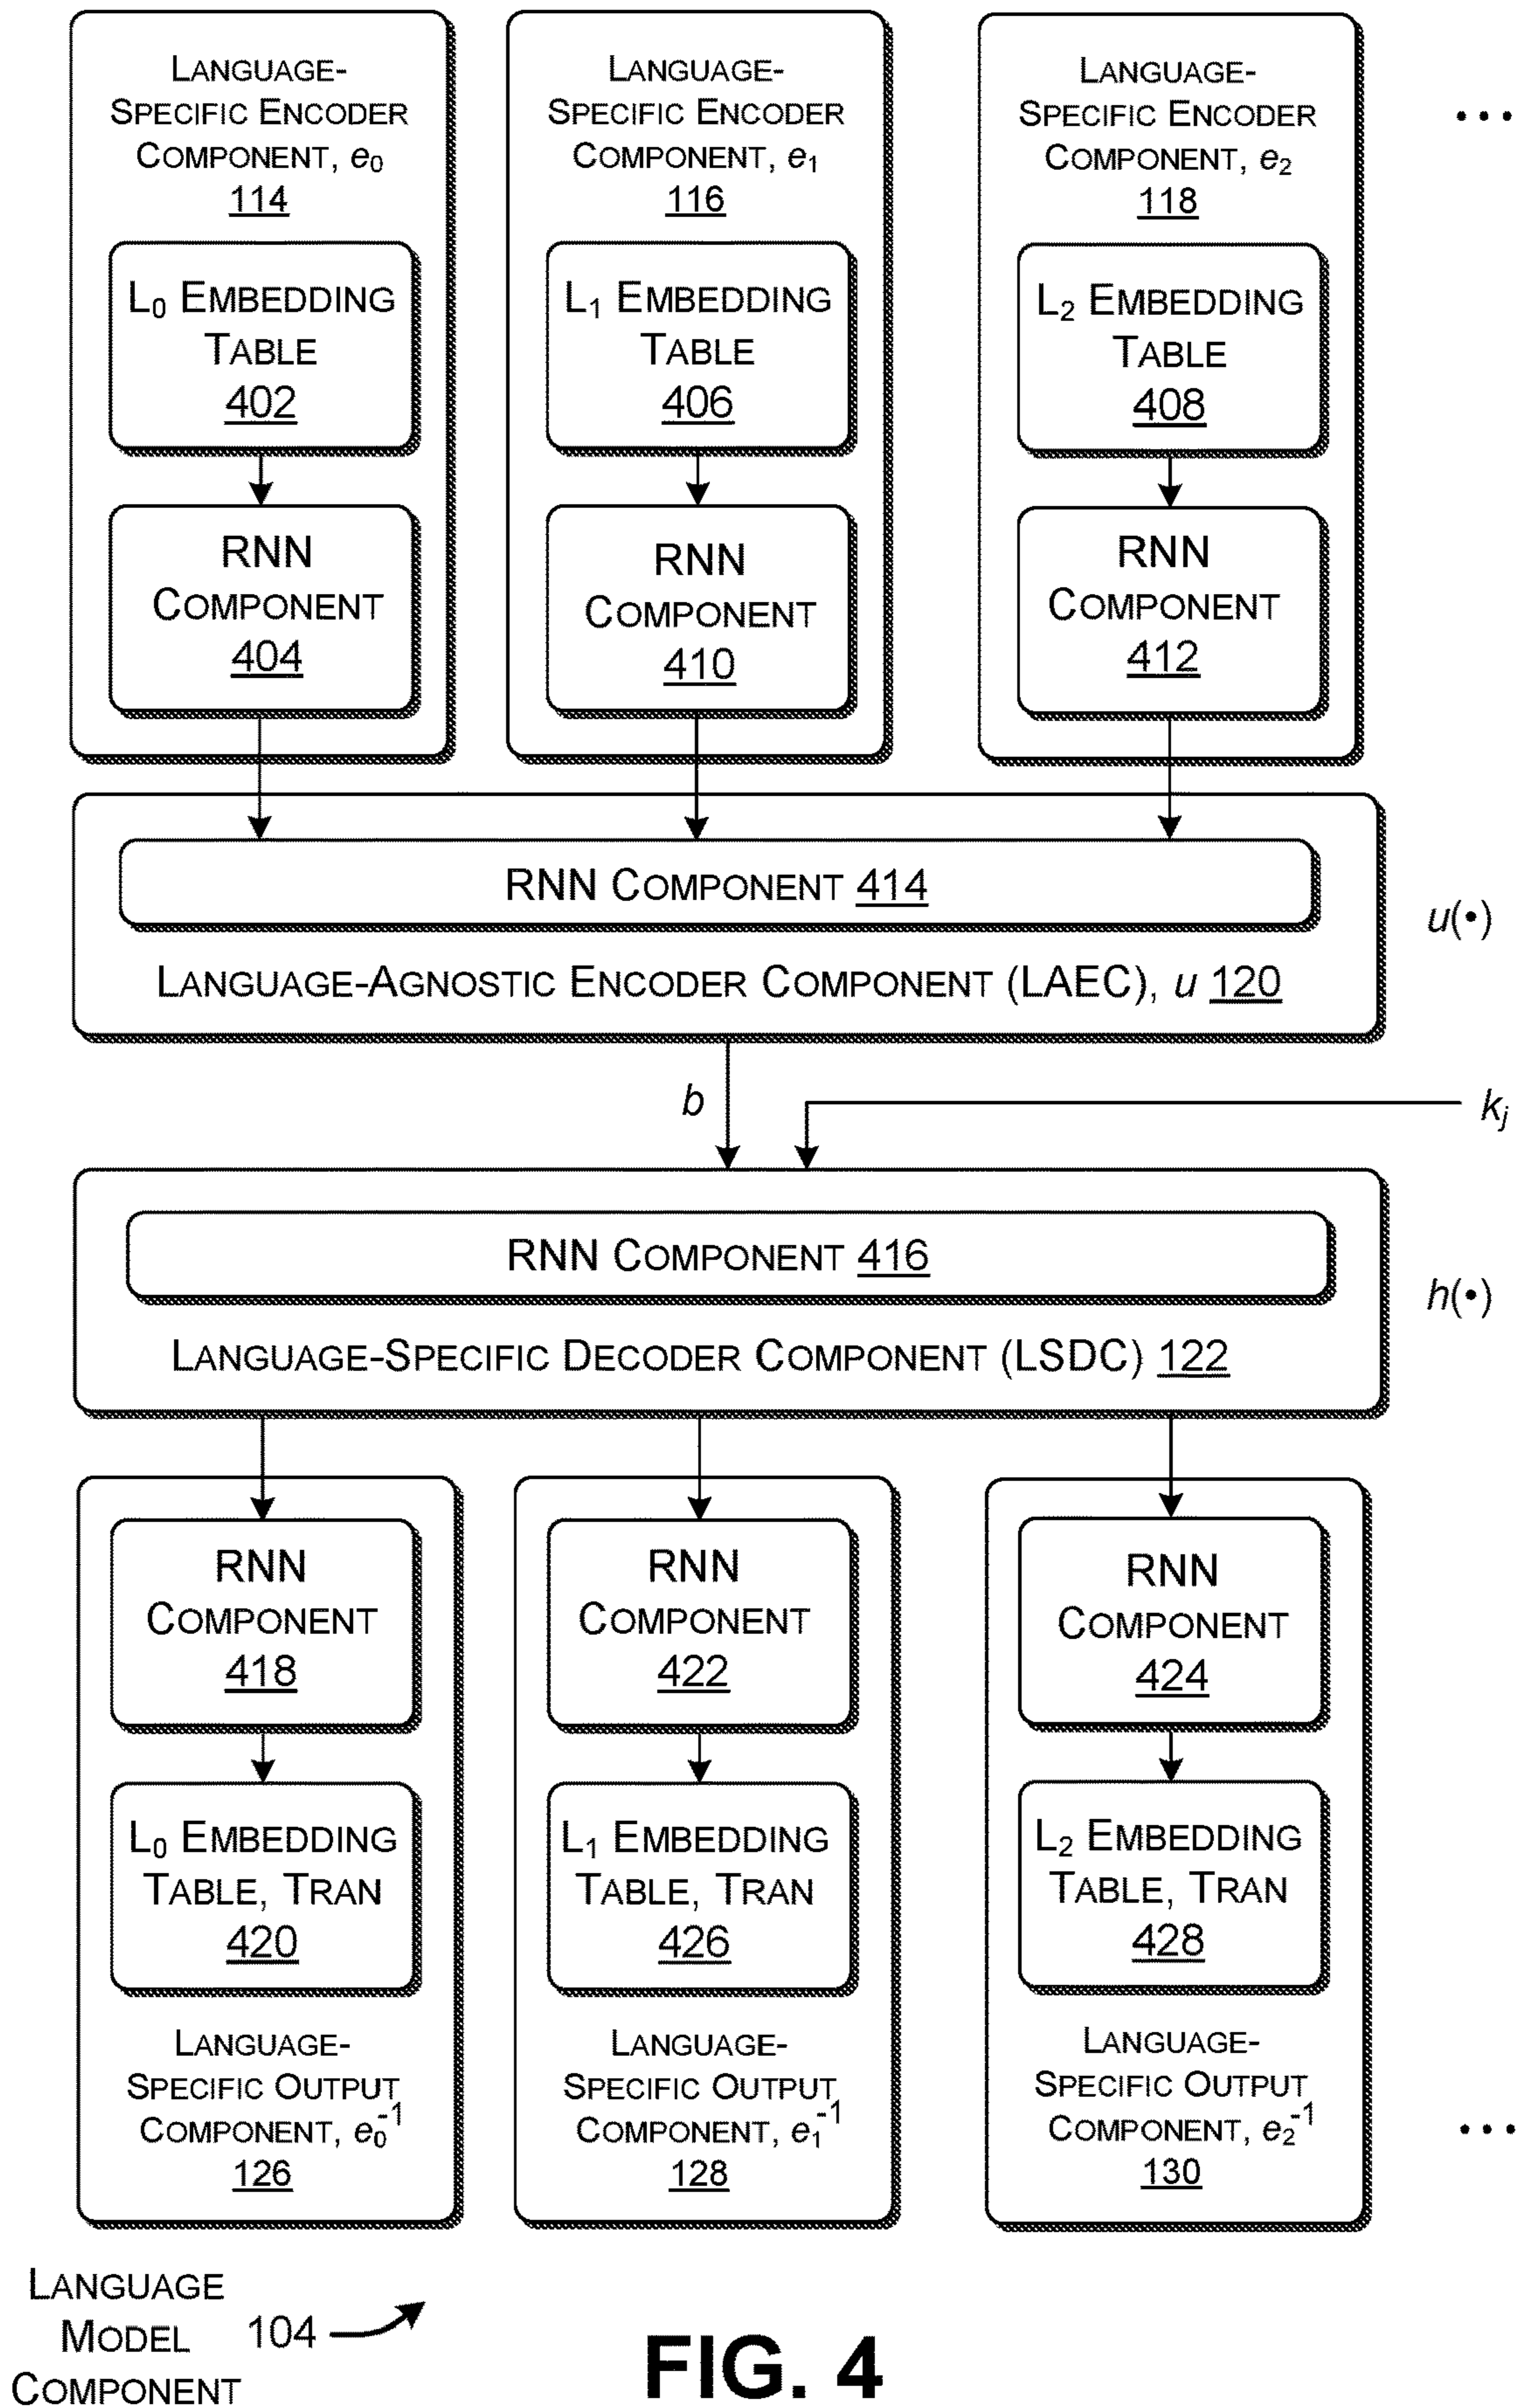 LANGUAGE-
SPECIFIC ENCODER
COMPONENT, e0
114
L0 EMBEDDING
TABLE
402
RNN
COMPONENT
404
LANGUAGE-
SPECIFIC ENCODER
COMPONENT, e1
116
L1 EMBEDDING
TABLE
406
RNN
COMPONENT
410
LANGUAGE-
SPECIFIC ENCODER
COMPONENT, e2
118
L2 EMBEDDING
TABLE
408
RNN
COMPONENT
412
...
RNN COMPONENT 414
LANGUAGE-AGNOSTIC ENCODER COMPONENT (LAEC), u 120
u(•)
b
kj
RNN COMPONENT 416
LANGUAGE-SPECIFIC DECODER COMPONENT (LSDC) 122
h(•)
RNN
COMPONENT
418
L0 EMBEDDING
TABLE, TRAN
420
LANGUAGE-
SPECIFIC OUTPUT
COMPONENT, e0-1
126
RNN
COMPONENT
422
L1 EMBEDDING
TABLE, TRAN
426
LANGUAGE-
SPECIFIC OUTPUT
COMPONENT, e1-1
128
RNN
COMPONENT
424
L2 EMBEDDING
TABLE, TRAN
428
LANGUAGE-
SPECIFIC OUTPUT
COMPONENT, e2-1
130
...
LANGUAGE
MODEL
COMPONENT
104
FIG. 4